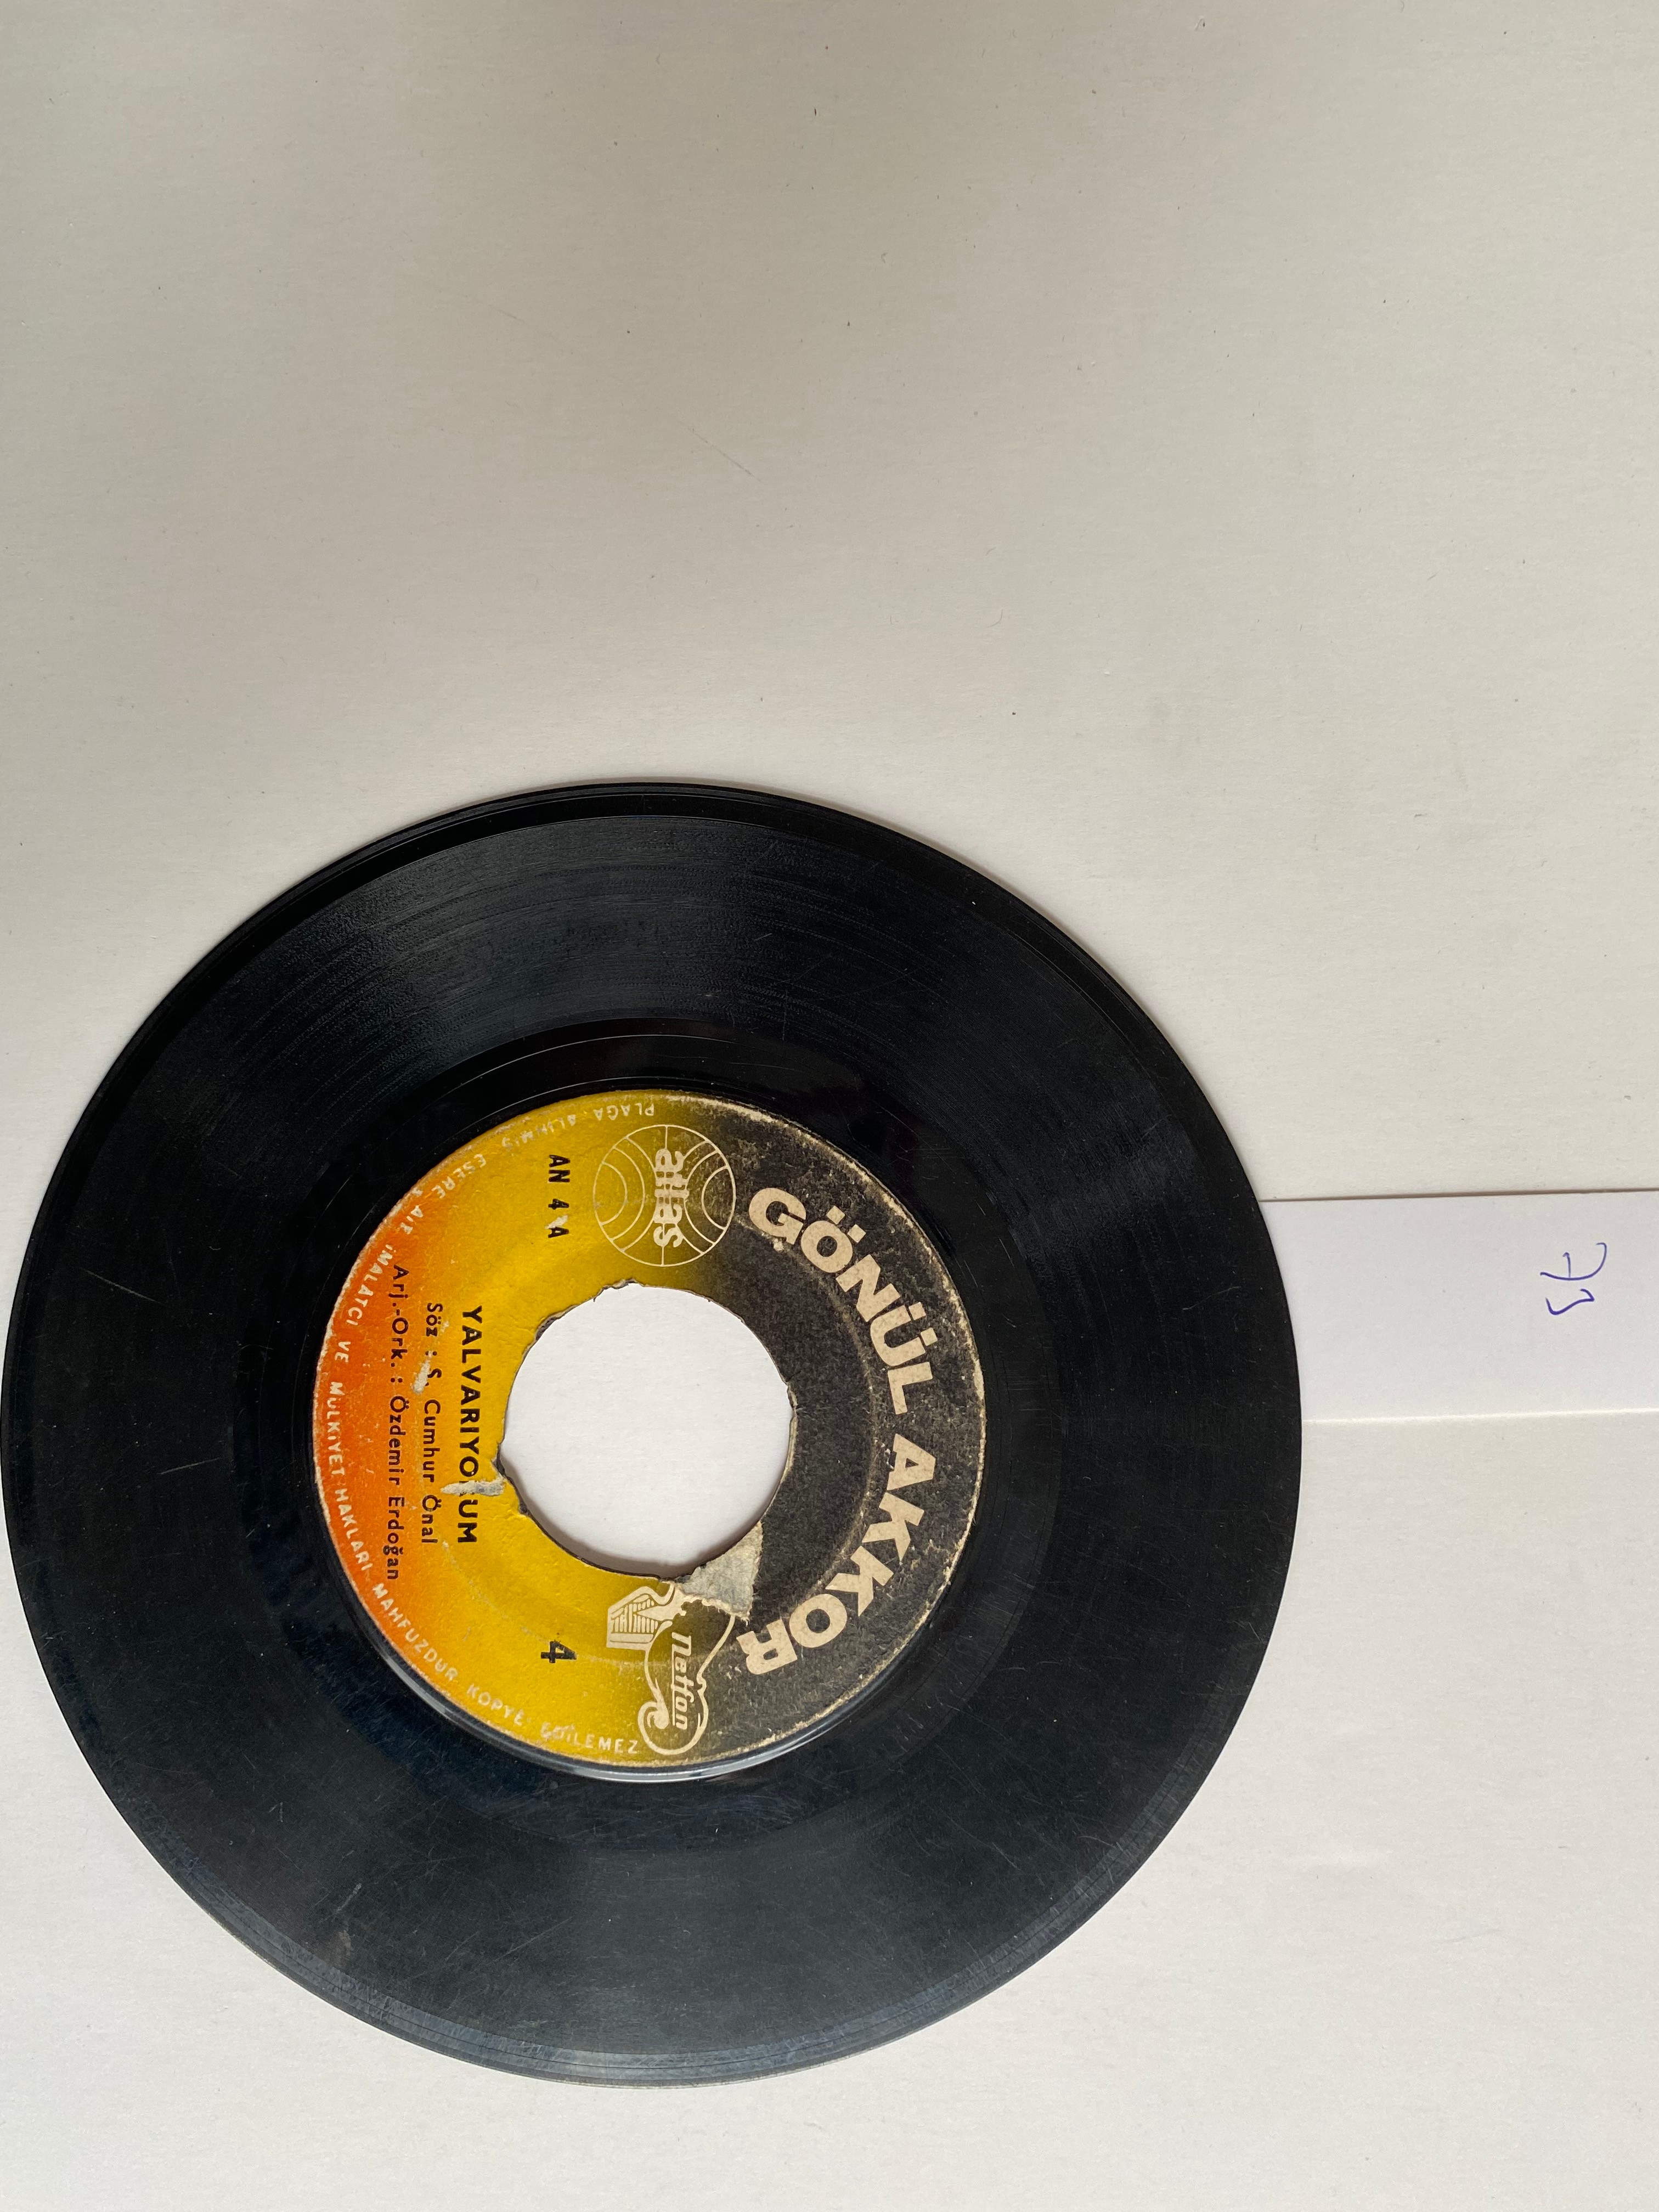 GÖNÜL AKKOR
atlas
netfon
AN 4 A
4
YALVARIYO UM
Söz : S. Cumhur Önal
Arj.-Ork. : Özdemir Erdoğan
PLAĞA ALINMIŞ ESERE AİT İMALATCI VE MÜLKİYET HAKLARI MAHFUZDUR KOPYE EDİLEMEZ